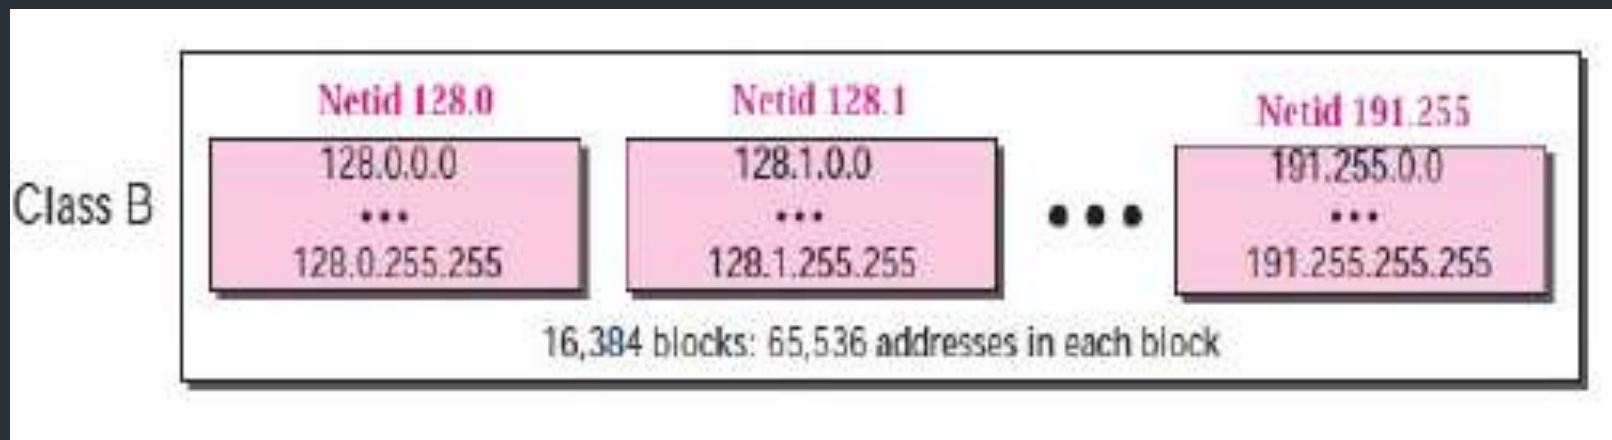 Class B
Netid 128.0
128.0.0.0
...
128.0.255.255
Netid 128.1
128.1.0.0
...
128.1.255.255
...
Netid 191.255
191.255.0.0
...
191.255.255.255
16,384 blocks: 65,536 addresses in each block